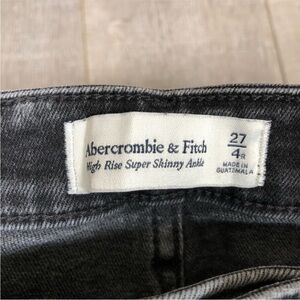 Abercrombie & Fitch
High Rise Super Skinny Ankle
27
4R
MADE IN
GUATEMALA